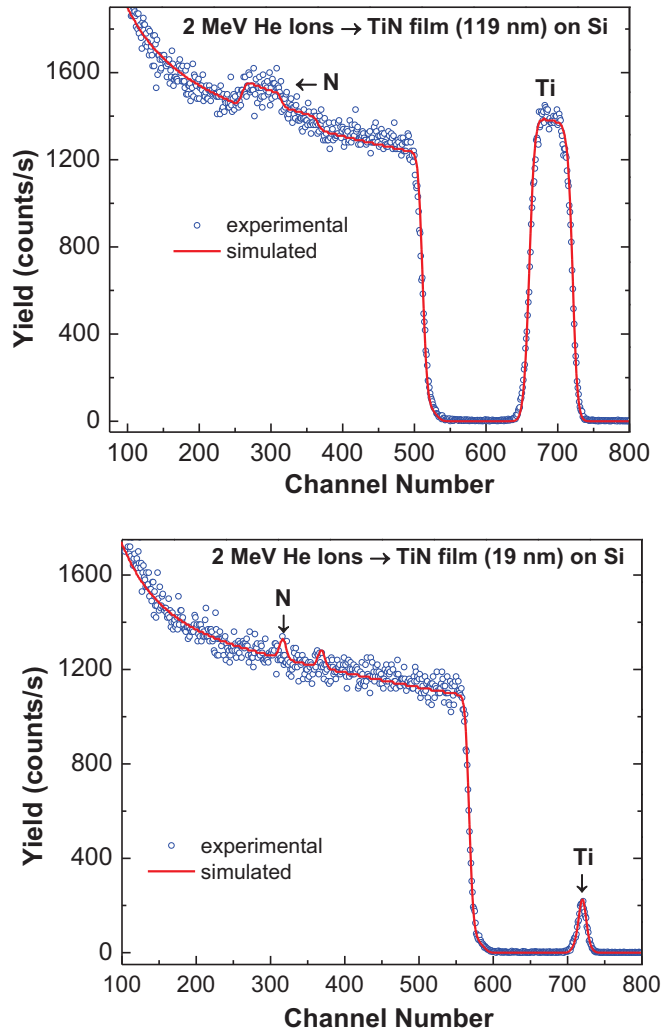 2 MeV He Ions → TiN film (119 nm) on Si
1600
← N
Ti
1200
experimental
simulated
800
400
0
Yield (counts/s)
100 200 300 400 500 600 700 800
Channel Number
2 MeV He Ions → TiN film (19 nm) on Si
1600
N
1200
800
experimental
simulated
400
Ti
0
Yield (counts/s)
100 200 300 400 500 600 700 800
Channel Number